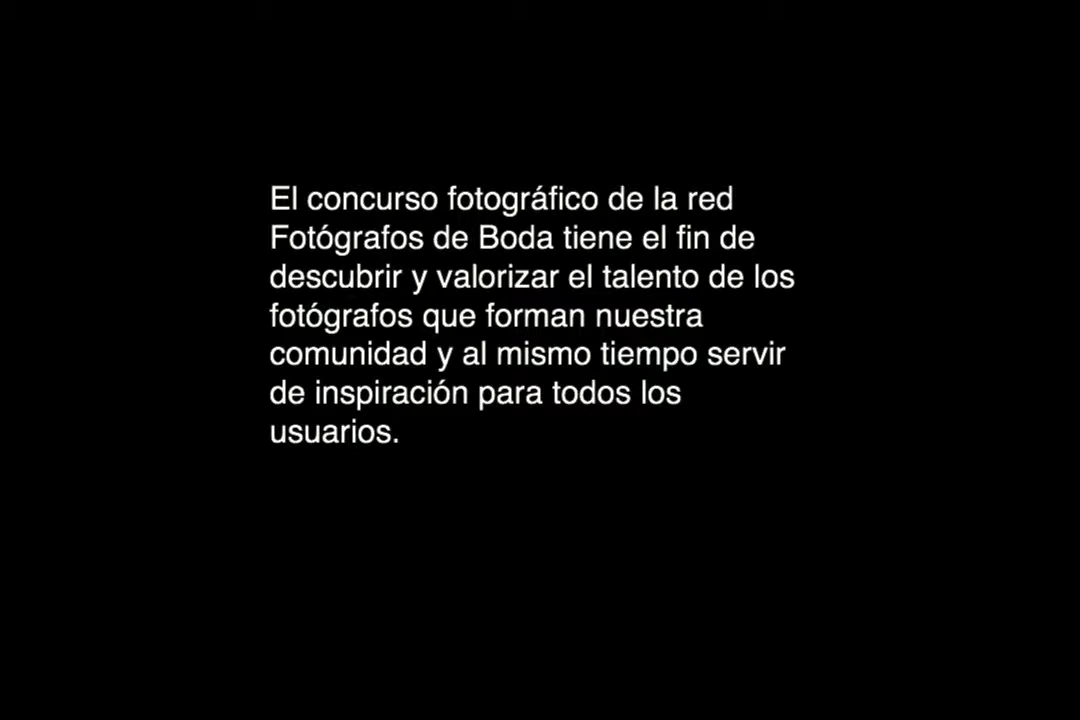 El concurso fotográfico de la red
Fotógrafos de Boda tiene el fin de
descubrir y valorizar el talento de los
fotógrafos que forman nuestra
comunidad y al mismo tiempo servir
de inspiración para todos los
usuarios.